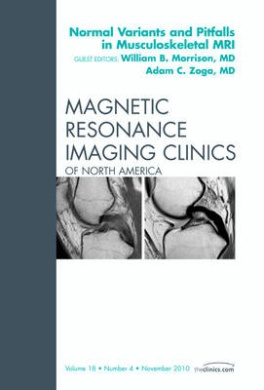 Normal Variants and Pitfalls
in Musculoskeletal MRI
GUEST EDITORS: William B. Morrison, MD
Adam C. Zoga, MD
MAGNETIC
RESONANCE
IMAGING CLINICS
OF NORTH AMERICA
Volume 18 • Number 4 • November 2010
theclinics.com